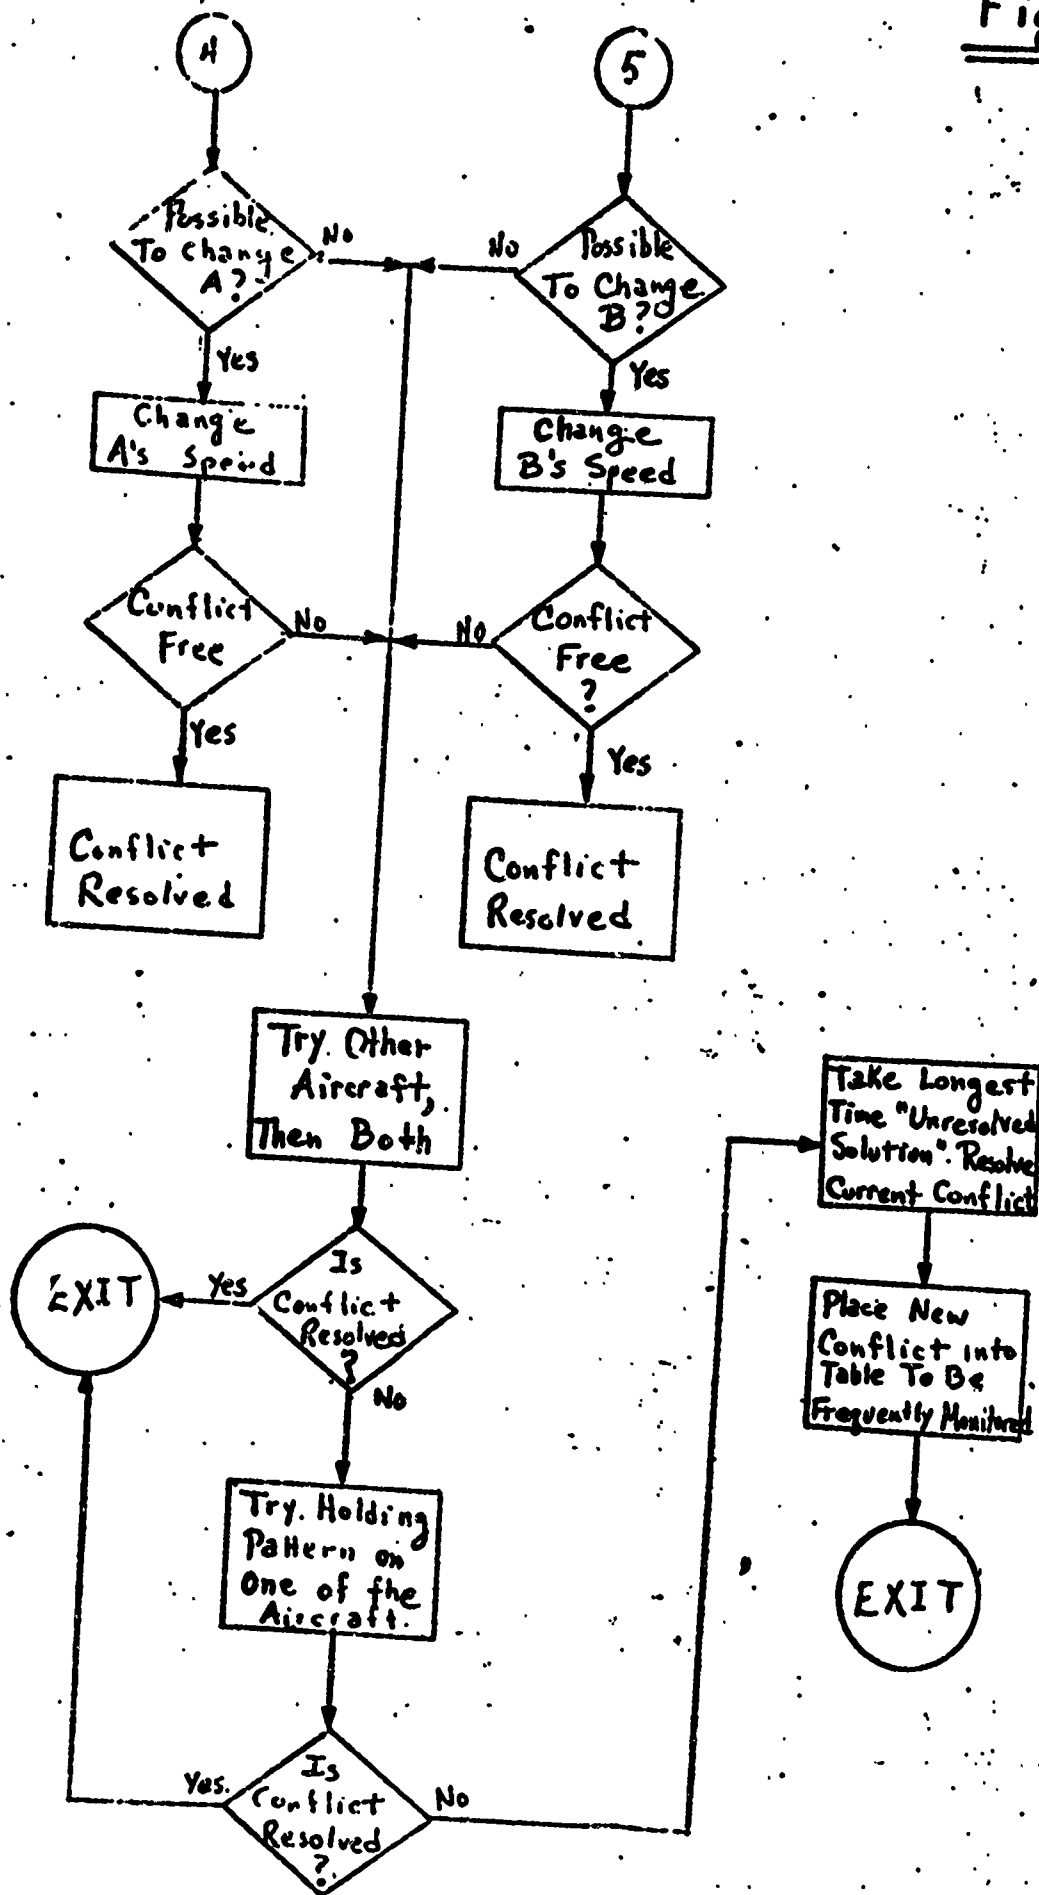 Fi
4
5
Possible
To Change
A?
No
Yes
No
Possible
To Change
B?
Yes
Change
A's Speed
Change
B's Speed
Conflict
Free
No
Yes
No
Conflict
Free
?
Yes
Conflict
Resolved
Conflict
Resolved
Try Other
Aircraft,
Then Both
Is
Conflict
Resolved
?
Yes
No
EXIT
Try Holding
Pattern on
One of the
Aircraft.
Is
Conflict
Resolved
?
Yes.
No
Take Longest
Time "Unresolved
Solution". Resolve
Current Conflict
Place New
Conflict into
Table To Be
Frequently Monitored
EXIT